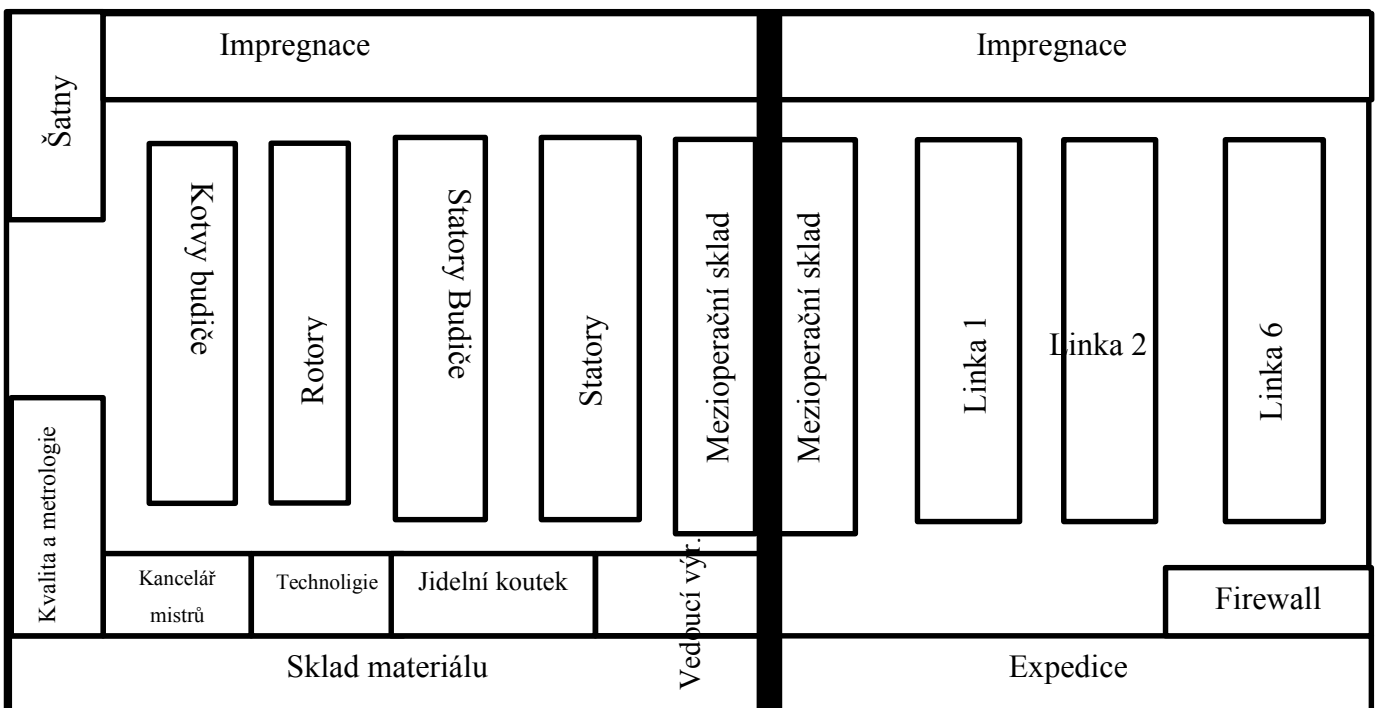 Impregnace
Impregnace
Šatny
Kotvy budiče
Rotory
Statory Budiče
Statory
Mezioperační sklad
Mezioperační sklad
Linka 1
Linka 2
Linka 6
Kvalita a metrologie
Kancelář
mistrů
Technoligie
Jidelní koutek
Vedoucí výr.
Firewall
Sklad materiálu
Expedice